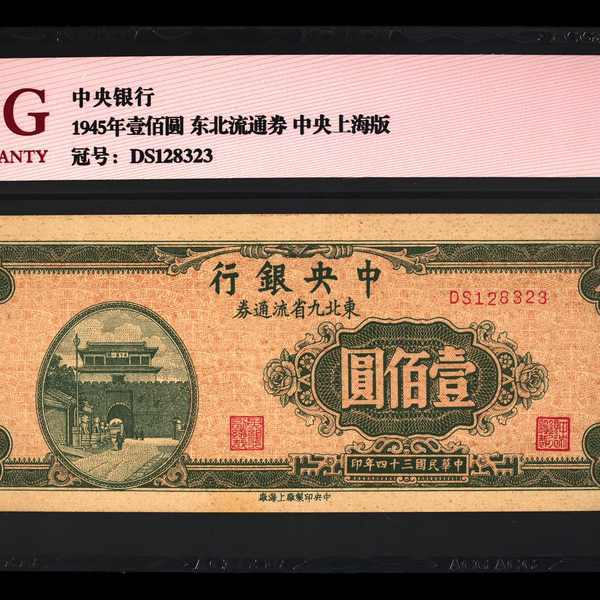 G
ANTY
中央银行
1945年壹佰圓 东北流通券 中央上海版
冠号：DS128323
行銀央中
券通流省九北東
DS128323
圓佰壹
印年四十三國民華中
廠海上廠製印央中